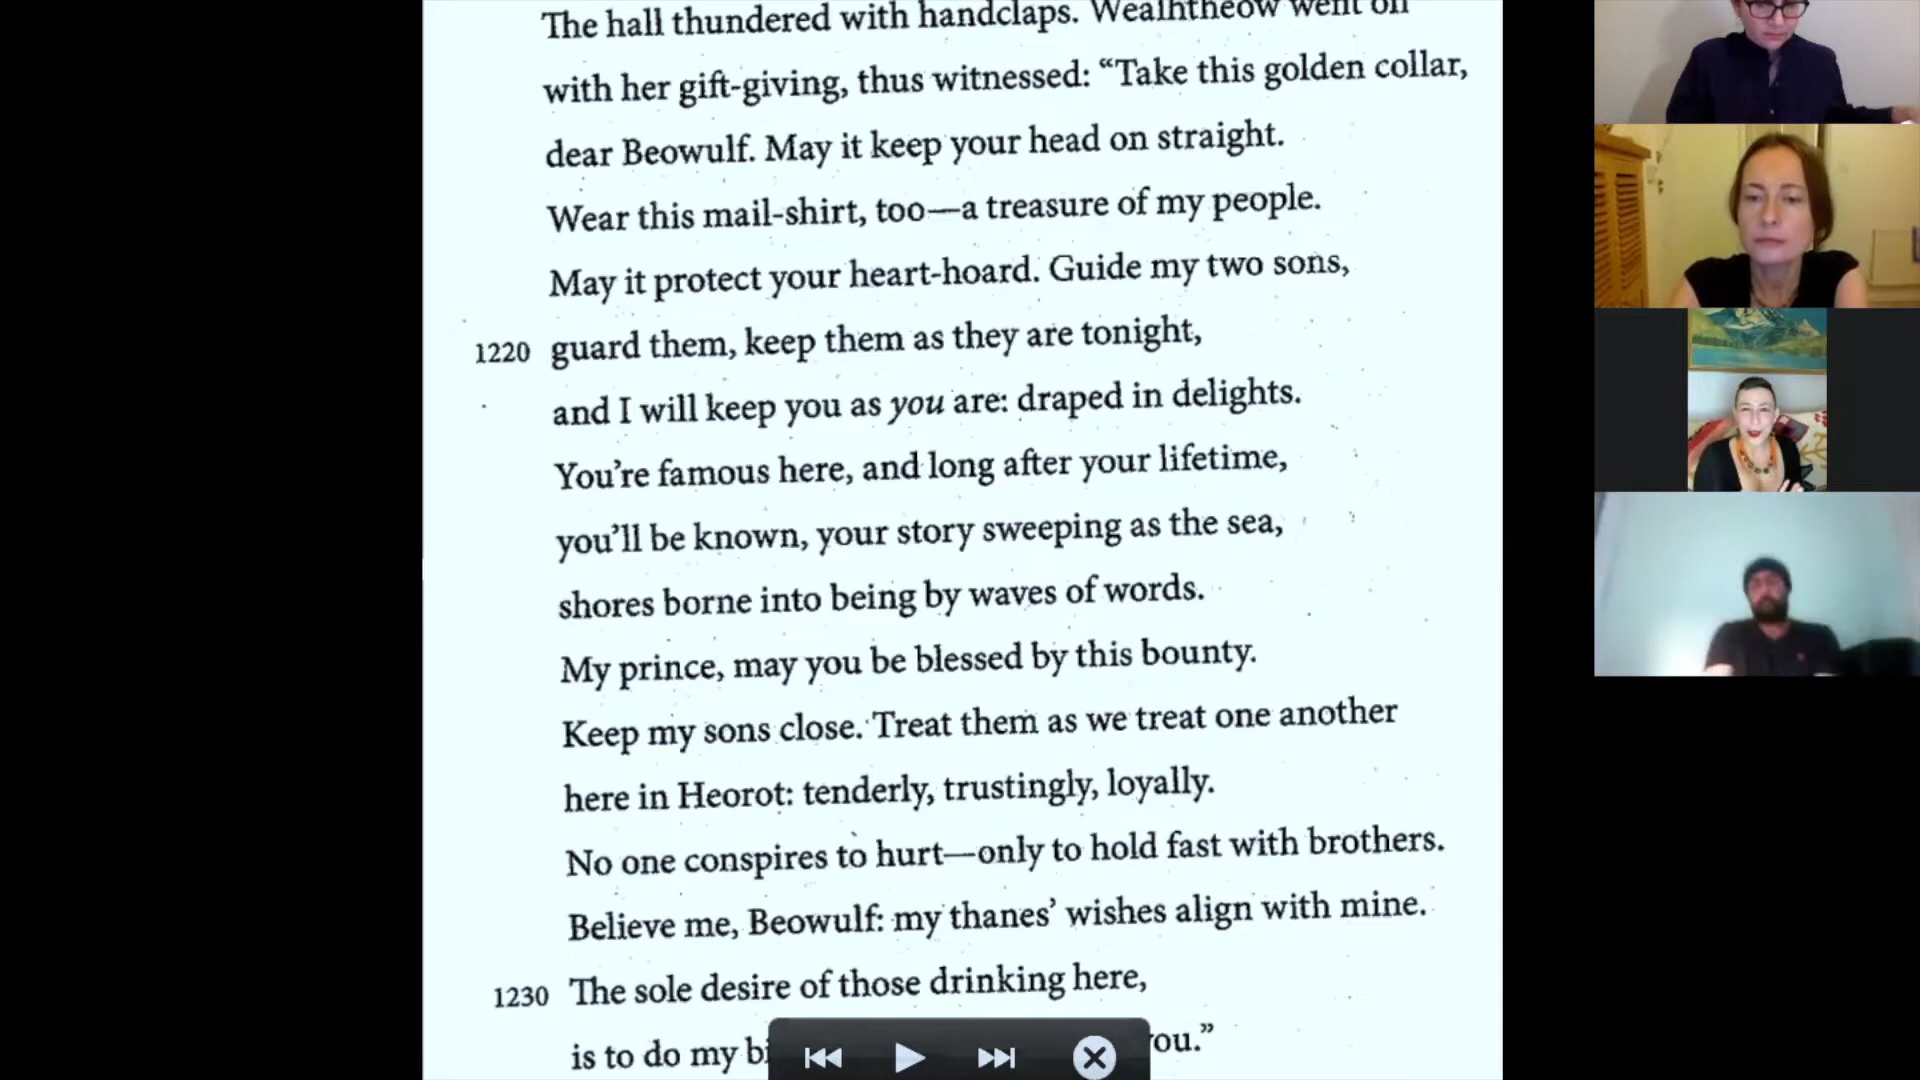 The hall thundered with handclaps. Wealhtheow went on
with her gift-giving, thus witnessed: “Take this golden collar,
dear Beowulf. May it keep your head on straight.
Wear this mail-shirt, too—a treasure of my people.
May it protect your heart-hoard. Guide my two sons,
1220 guard them, keep them as they are tonight,
and I will keep you as you are: draped in delights.
You’re famous here, and long after your lifetime,
you’ll be known, your story sweeping as the sea,
shores borne into being by waves of words.
My prince, may you be blessed by this bounty.
Keep my sons close. Treat them as we treat one another
here in Heorot: tenderly, trustingly, loyally.
No one conspires to hurt—only to hold fast with brothers.
Believe me, Beowulf: my thanes’ wishes align with mine.
1230 The sole desire of those drinking here,
is to do my